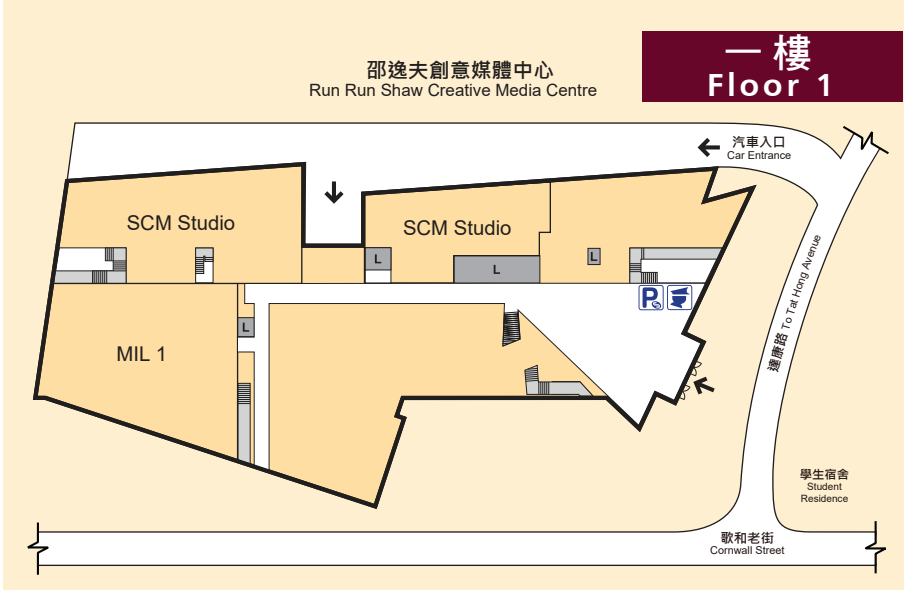 一樓
Floor 1
邵逸夫創意媒體中心
Run Run Shaw Creative Media Centre
汽車入口
Car Entrance
SCM Studio
SCM Studio
L
L
L
P
達康路 To Tat Hong Avenue
L
MIL 1
學生宿舍
Student
Residence
歌和老街
Cornwall Street